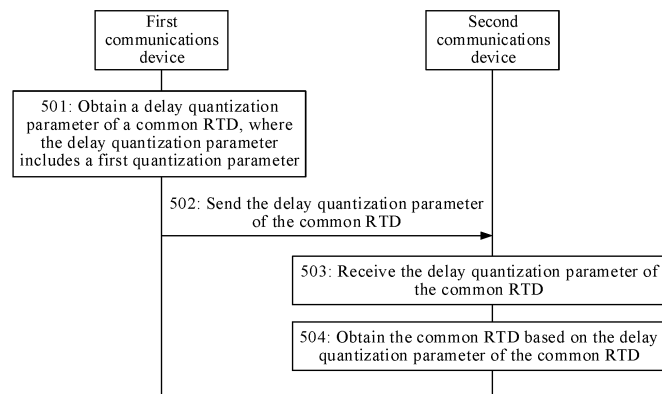 First
communications
device
Second
communications
device
501: Obtain a delay quantization
parameter of a common RTD, where
the delay quantization parameter
includes a first quantization parameter
502: Send the delay quantization parameter
of the common RTD
503: Receive the delay quantization parameter of
the common RTD
504: Obtain the common RTD based on the delay
quantization parameter of the common RTD